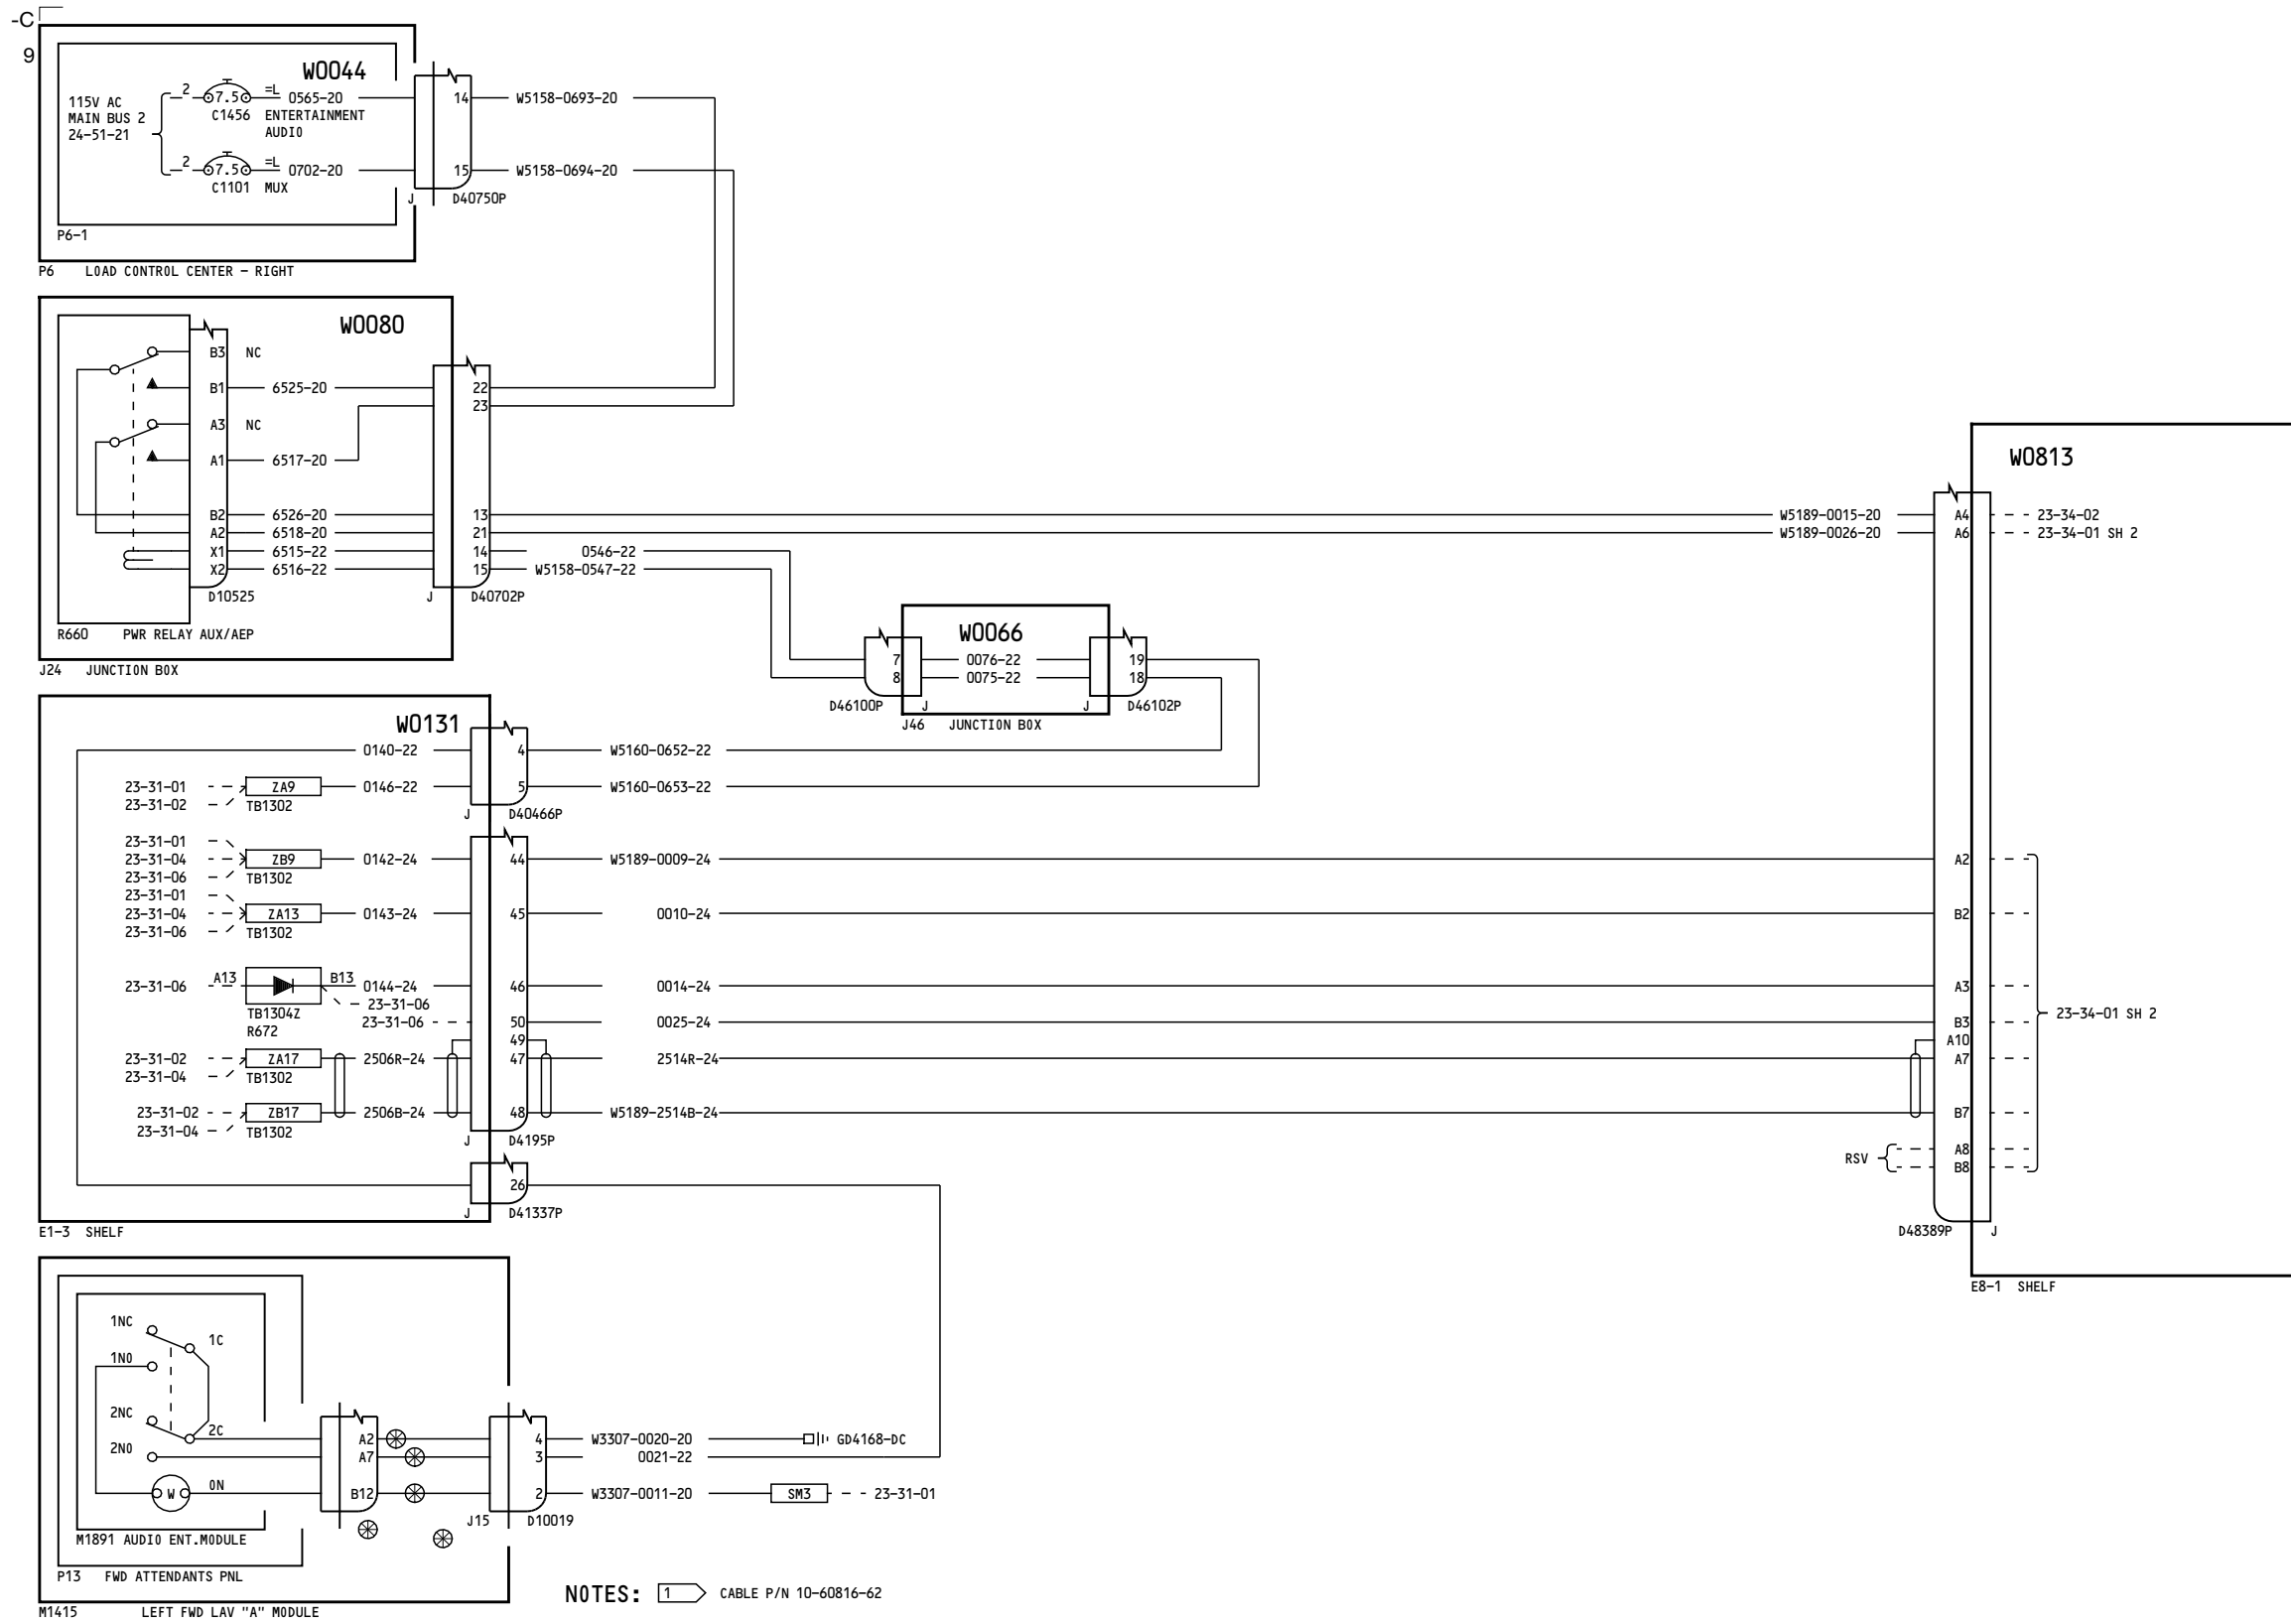 -C
9
W0044
115V AC
MAIN BUS 2
24-51-21
2
7.5
C1456
=L
0565-20
ENTERTAINMENT
AUDIO
2
7.5
C1101
=L
0702-20
MUX
14
W5158-0693-20
15
W5158-0694-20
J
D40750P
P6-1
P6 LOAD CONTROL CENTER - RIGHT
W0080
B3 NC
B1 6525-20
A3 NC
A1 6517-20
B2 6526-20
A2 6518-20
X1 6515-22
X2 6516-22
D10525
22
23
13
21
14 0546-22
15 W5158-0547-22
J
D40702P
R660 PWR RELAY AUX/AEP
J24 JUNCTION BOX
W0066
7 0076-22 19
8 0075-22 18
D46100P
J
J
D46102P
J46 JUNCTION BOX
W0813
W5189-0015-20 A4 23-34-02
W5189-0026-20 A6 23-34-01 SH 2
W0131
0140-22 4 W5160-0652-22
23-31-01 ZA9 0146-22 5 W5160-0653-22
23-31-02 TB1302
J D40466P
23-31-01
23-31-04 ZB9 0142-24 44 W5189-0009-24 A2
23-31-06 TB1302
23-31-01
23-31-04 ZA13 0143-24 45 0010-24 B2
23-31-06 TB1302
23-31-06 A13 B13 0144-24 46 0014-24 A3
23-31-06
TB1304Z
R672
23-31-06 50 0025-24 B3
23-34-01 SH 2
49 A10
23-31-02 ZA17 2506R-24 47 2514R-24 A7
23-31-04 TB1302
23-31-02 ZB17 2506B-24 48 W5189-2514B-24 B7
23-31-04 TB1302
J D4195P
RSV A8
B8
26
J D41337P
D48389P J
E1-3 SHELF
E8-1 SHELF
1NC
1C
1NO
2NC
2C
2NO
W ON
A2 4 W3307-0020-20 GD4168-DC
A7 3 0021-22
B12 2 W3307-0011-20 SM3 23-31-01
J15 D10019
M1891 AUDIO ENT.MODULE
P13 FWD ATTENDANTS PNL
M1415 LEFT FWD LAV "A" MODULE
NOTES: 1 CABLE P/N 10-60816-62